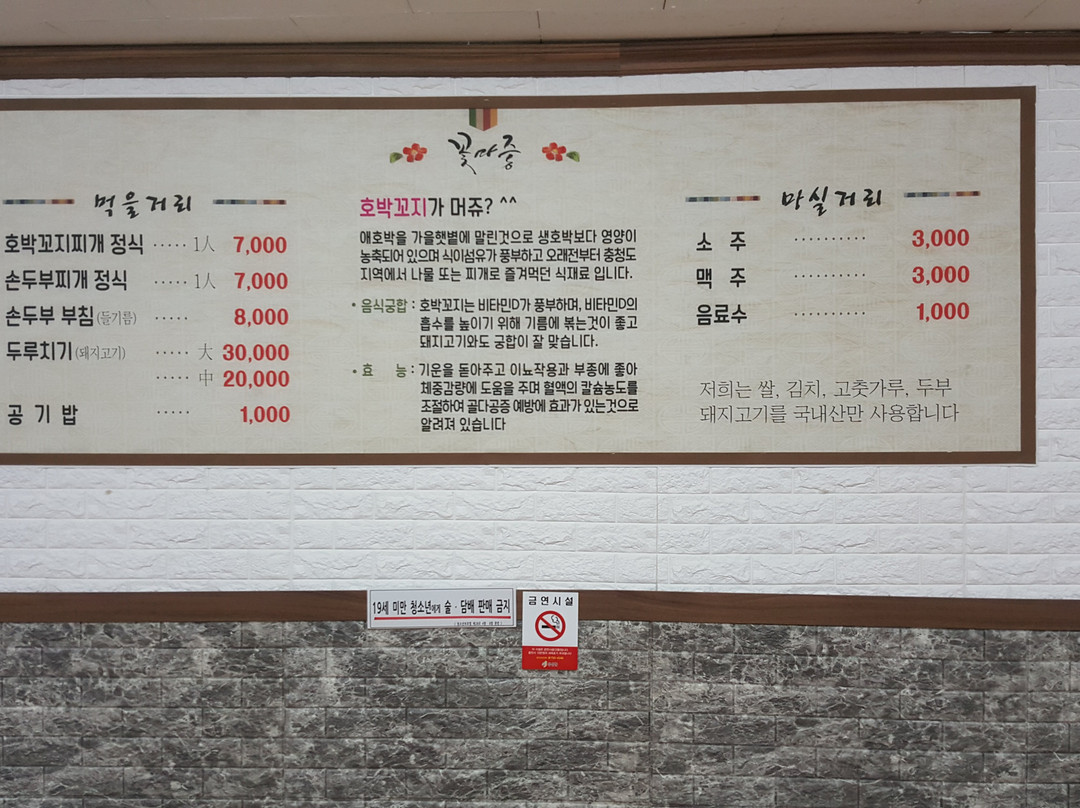 꽃마중
먹을거리
호박꼬지찌개 정식 ····· 1人 7,000
손두부찌개 정식 ····· 1人 7,000
손두부 부침(들기름) ····· 8,000
두루치기(돼지고기) ····· 大 30,000
····· 中 20,000
공 기 밥 ····· 1,000
호박꼬지가 머쥬? ^^
애호박을 가을햇볕에 말린것으로 생호박보다 영양이
농축되어 있으며 식이섬유가 풍부하고 오래전부터 충청도
지역에서 나물 또는 찌개로 즐겨먹던 식재료 입니다.
• 음식궁합 : 호박꼬지는 비타민D가 풍부하며, 비타민D의
흡수를 높이기 위해 기름에 볶는것이 좋고
돼지고기와도 궁합이 잘 맞습니다.
• 효 능 : 기운을 돋아주고 이뇨작용과 부종에 좋아
체중감량에 도움을 주며 혈액의 칼슘농도를
조절하여 골다공증 예방에 효과가 있는것으로
알려져 있습니다
마실거리
소 주 ·········· 3,000
맥 주 ·········· 3,000
음료수 ·········· 1,000
저희는 쌀, 김치, 고춧가루, 두부
돼지고기를 국내산만 사용합니다
19세 미만 청소년에게 술 · 담배 판매 금지
금연시설